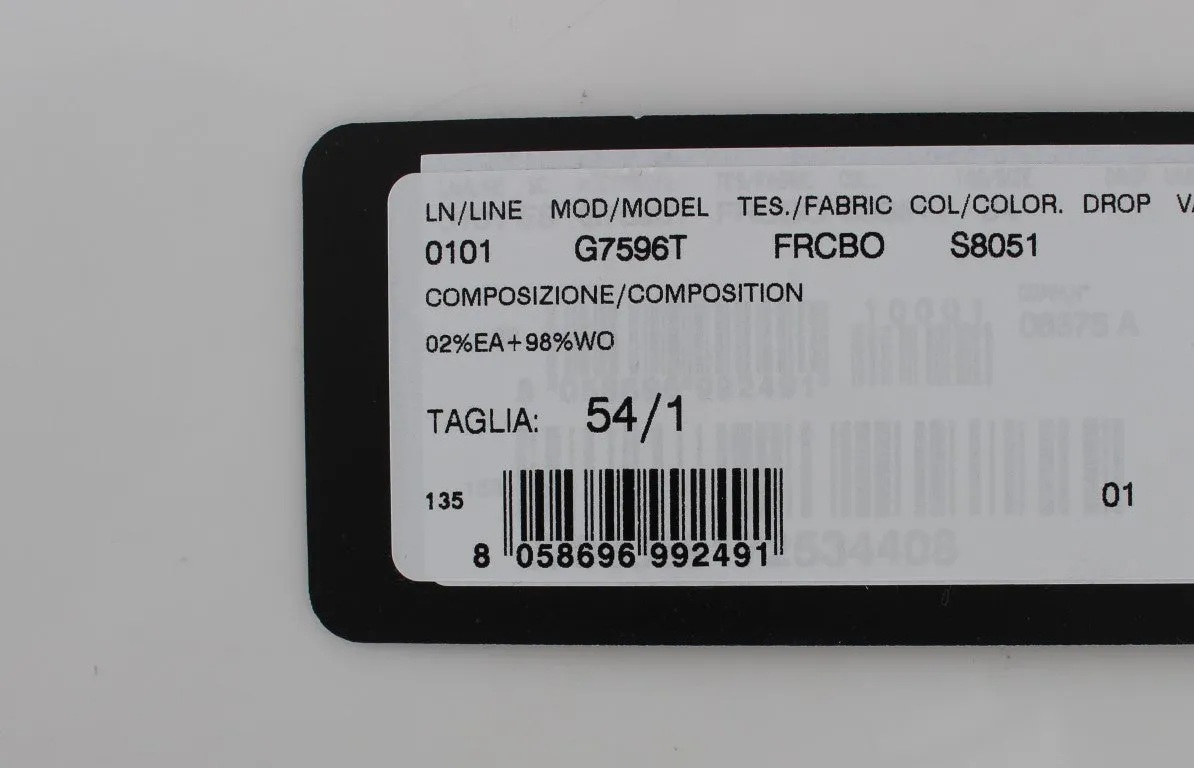 LN/LINE MOD/MODEL TES./FABRIC COL/COLOR. DROP
0101 G7596T FRCBO S8051
COMPOSIZIONE/COMPOSITION
02%EA+98%WO
TAGLIA: 54/1
135
01
8 058696 992491